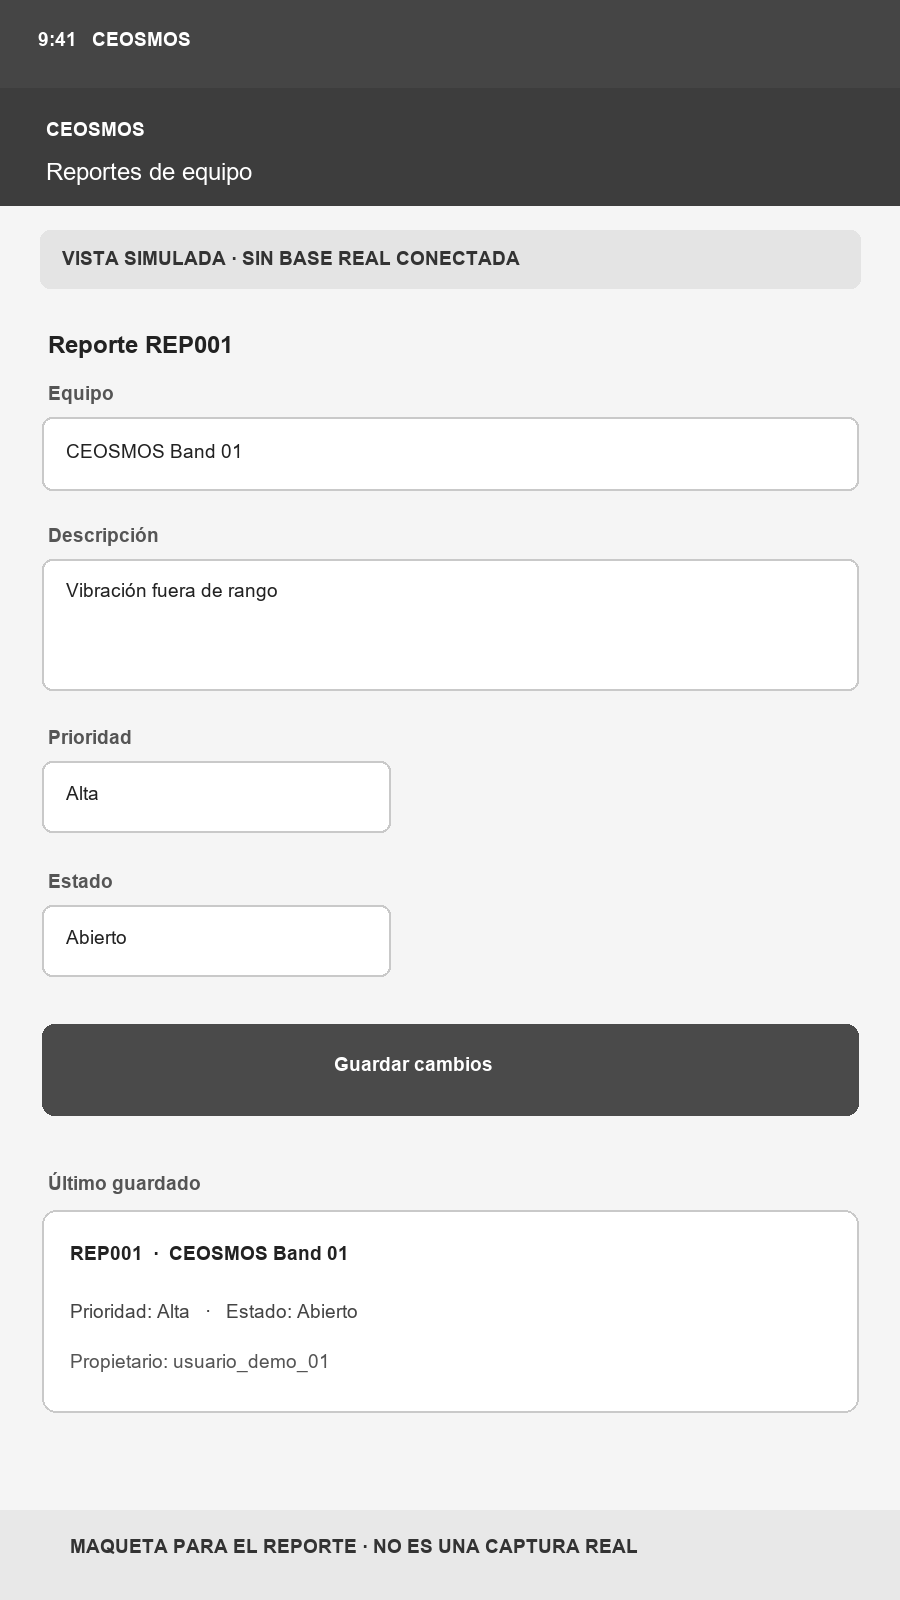 9:41 CEOSMOS
CEOSMOS
Reportes de equipo
VISTA SIMULADA · SIN BASE REAL CONECTADA
Reporte REP001
Equipo
CEOSMOS Band 01
Descripción
Vibración fuera de rango
Prioridad
Alta
Estado
Abierto
Guardar cambios
Último guardado
REP001 · CEOSMOS Band 01
Prioridad: Alta · Estado: Abierto
Propietario: usuario_demo_01
MAQUETA PARA EL REPORTE · NO ES UNA CAPTURA REAL